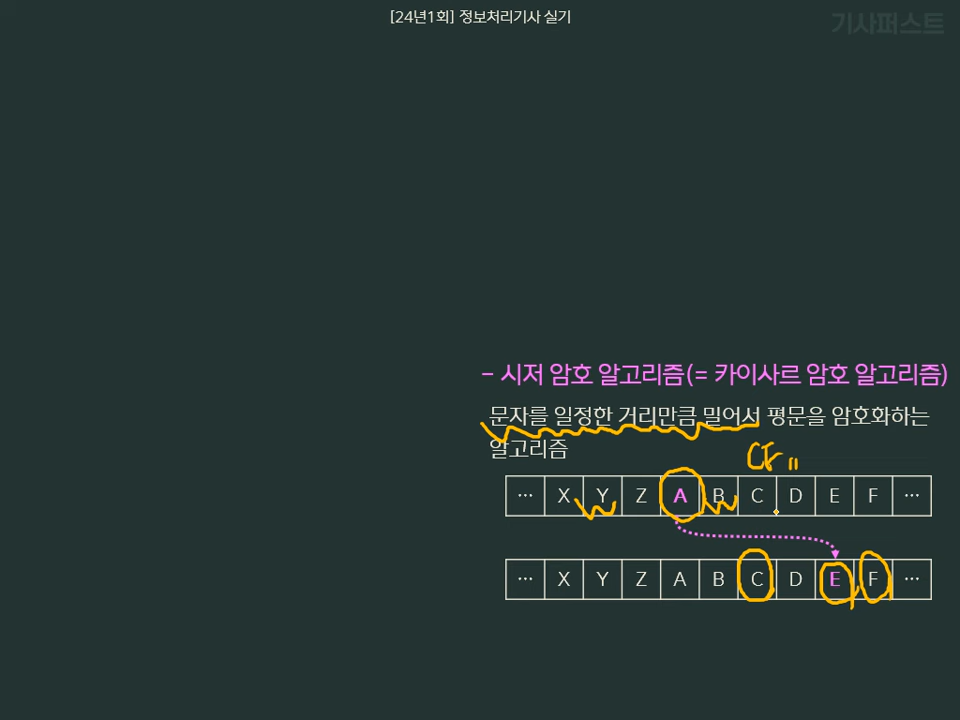 [24년1회] 정보처리기사 실기
기사퍼스트
- 시저 암호 알고리즘(= 카이사르 암호 알고리즘)
문자를 일정한 거리만큼 밀어서 평문을 암호화하는
알고리즘
… X Y Z A B C D E F …
… X Y Z A B C D E F …